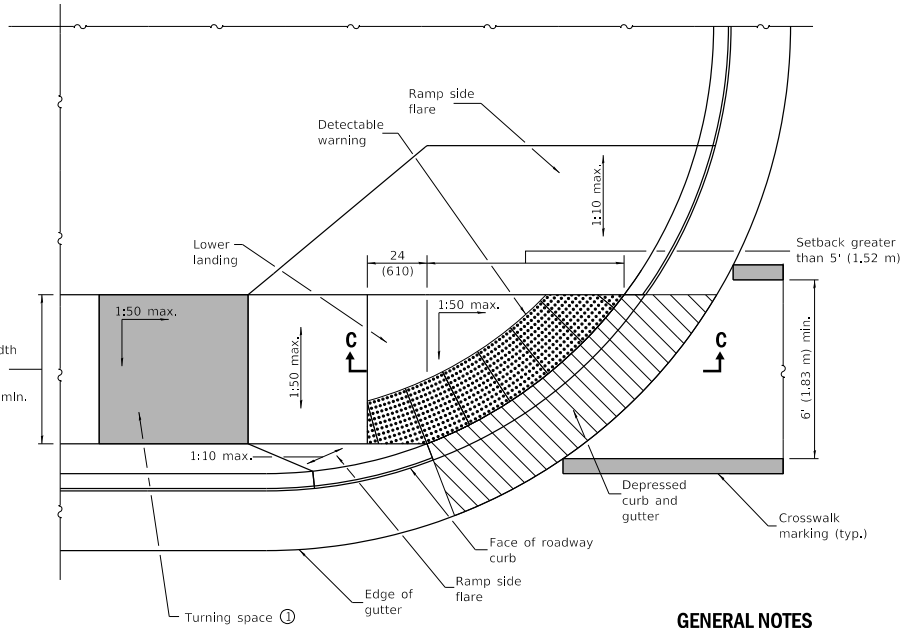 Ramp side
flare
Detectable
warning
1:10 max.
Lower
landing
24
(610)
Setback greater
than 5' (1.52 m)
1:50 max.
1:50 max.
C
C
1:50 max.
6' (1.83 m) min.
min.
1:10 max.
Depressed
curb and
gutter
Crosswalk
marking (typ.)
Face of roadway
curb
Ramp side
flare
Edge of
gutter
Turning space ①
GENERAL NOTES